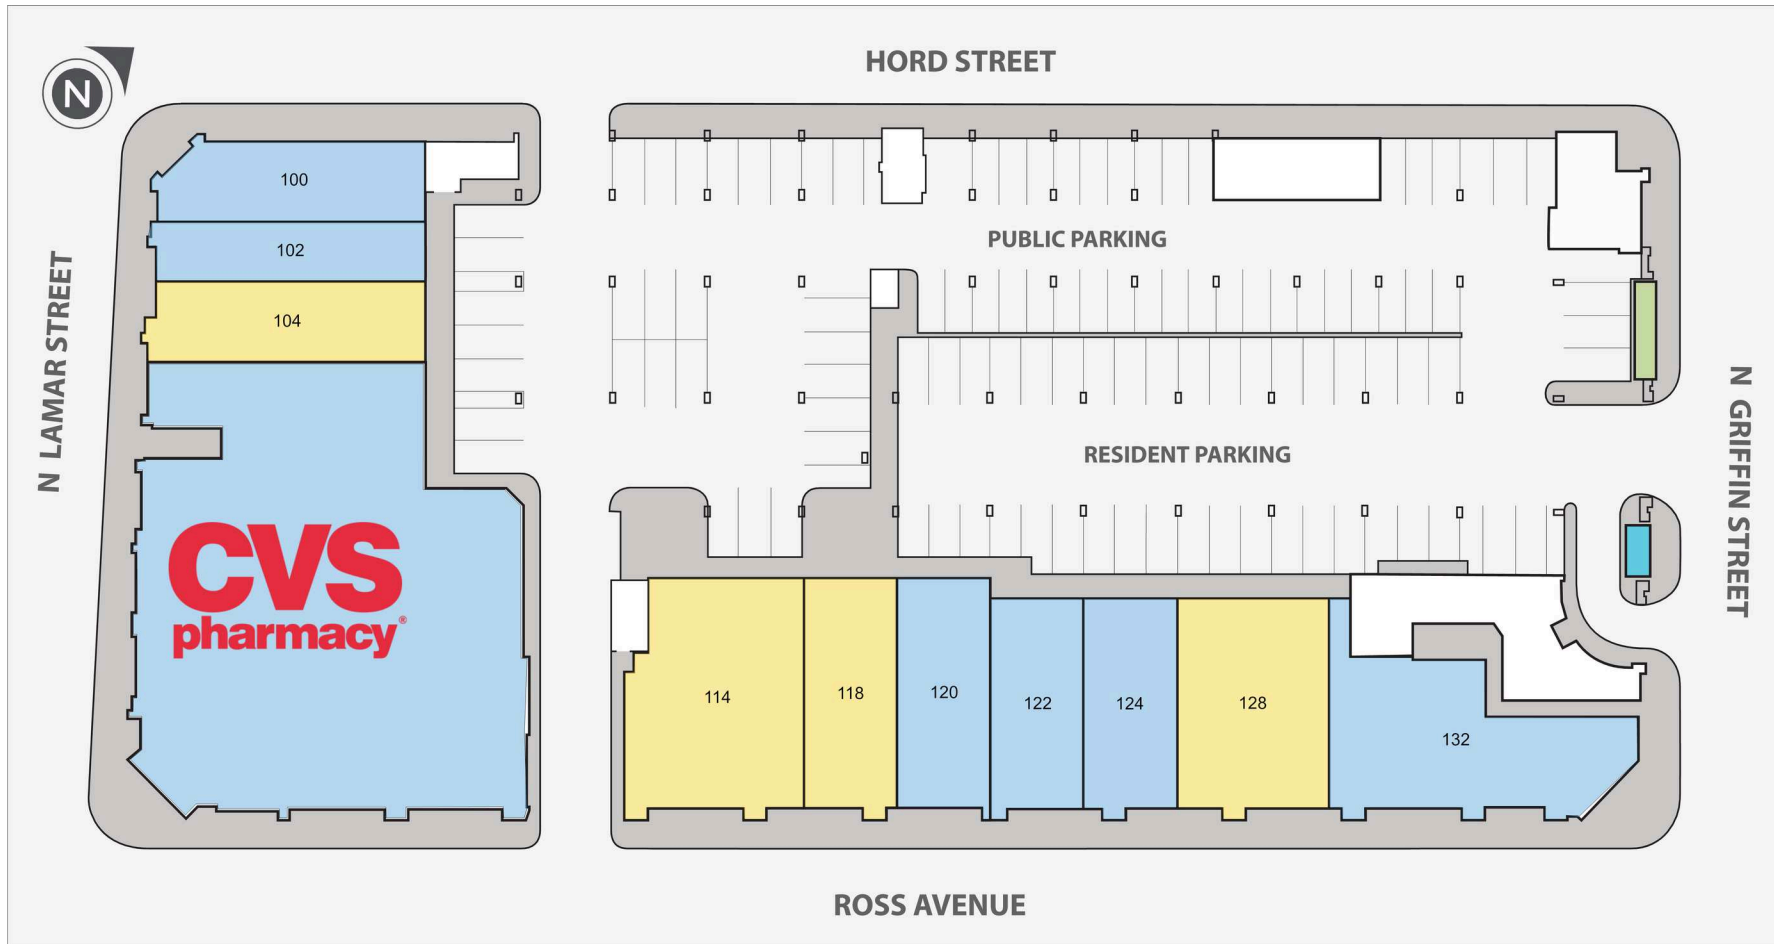 HORD STREET
N
100
102
104
N LAMAR STREET
PUBLIC PARKING
RESIDENT PARKING
N GRIFFIN STREET
CVS
pharmacy®
114
118
120
122
124
128
132
ROSS AVENUE